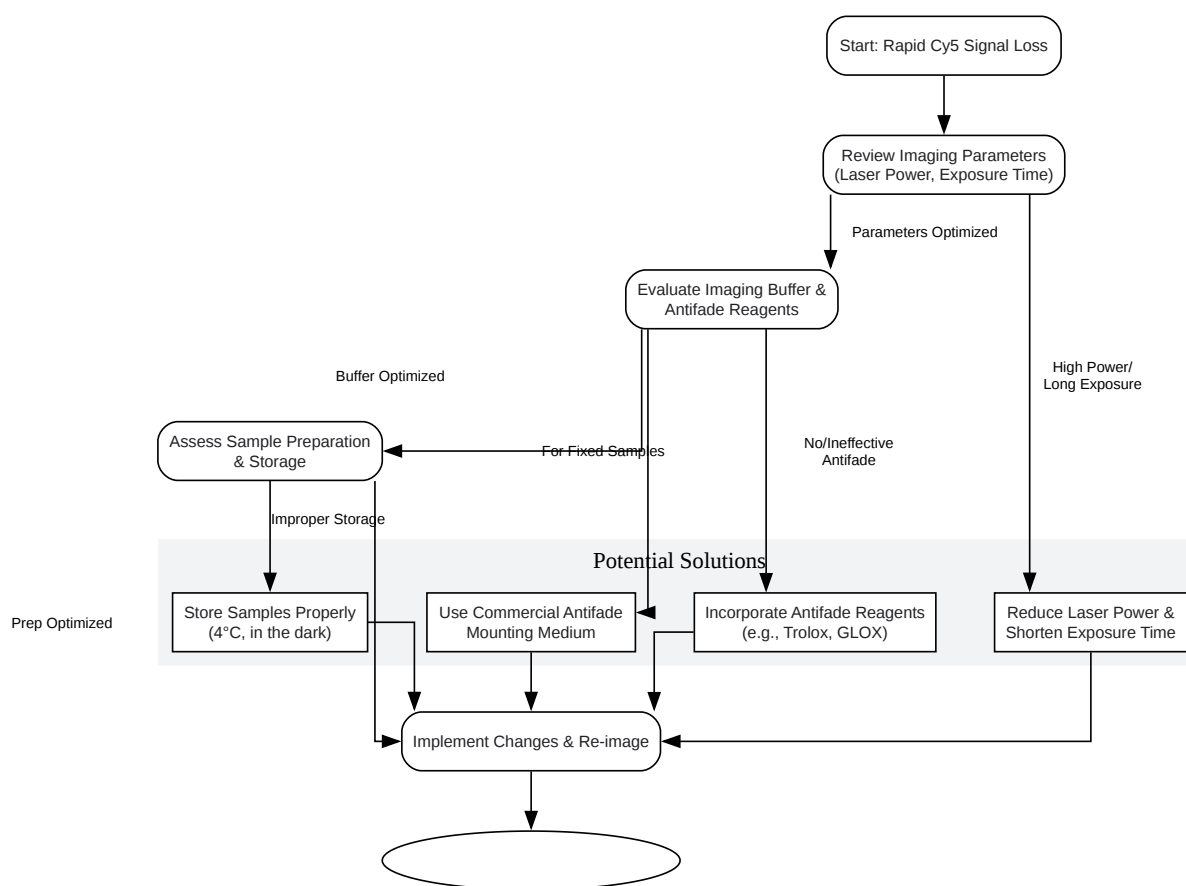 Start: Rapid Cy5 Signal Loss
Review Imaging Parameters
(Laser Power, Exposure Time)
Parameters Optimized
Evaluate Imaging Buffer &
Antifade Reagents
High Power/
Long Exposure
Buffer Optimized
Assess Sample Preparation
& Storage
For Fixed Samples
No/Ineffective
Antifade
Improper Storage
Potential Solutions
Prep Optimized
Store Samples Properly
(4°C, in the dark)
Use Commercial Antifade
Mounting Medium
Incorporate Antifade Reagents
(e.g., Trolox, GLOX)
Reduce Laser Power &
Shorten Exposure Time
Implement Changes & Re-image